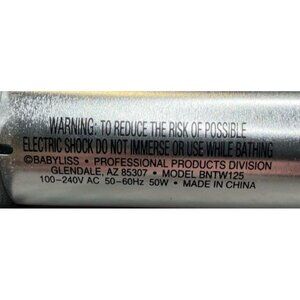 WARNING: TO REDUCE THE RISK OF POSSIBLE
ELECTRIC SHOCK DO NOT IMMERSE OR USE WHILE BATHING
©BABYLISS • PROFESSIONAL PRODUCTS DIVISION
GLENDALE, AZ 85307 • MODEL BNTW125
100-240V AC 50-60Hz 50W • MADE IN CHINA